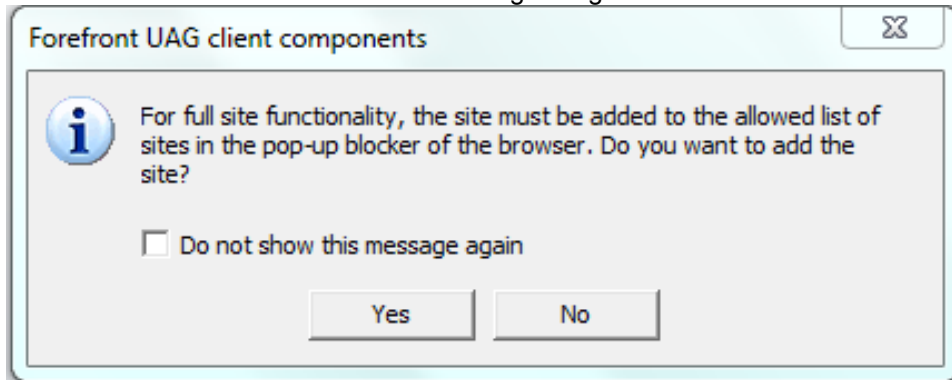 Forefront UAG client components
For full site functionality, the site must be added to the allowed list of
sites in the pop-up blocker of the browser. Do you want to add the
site?
Do not show this message again
Yes No